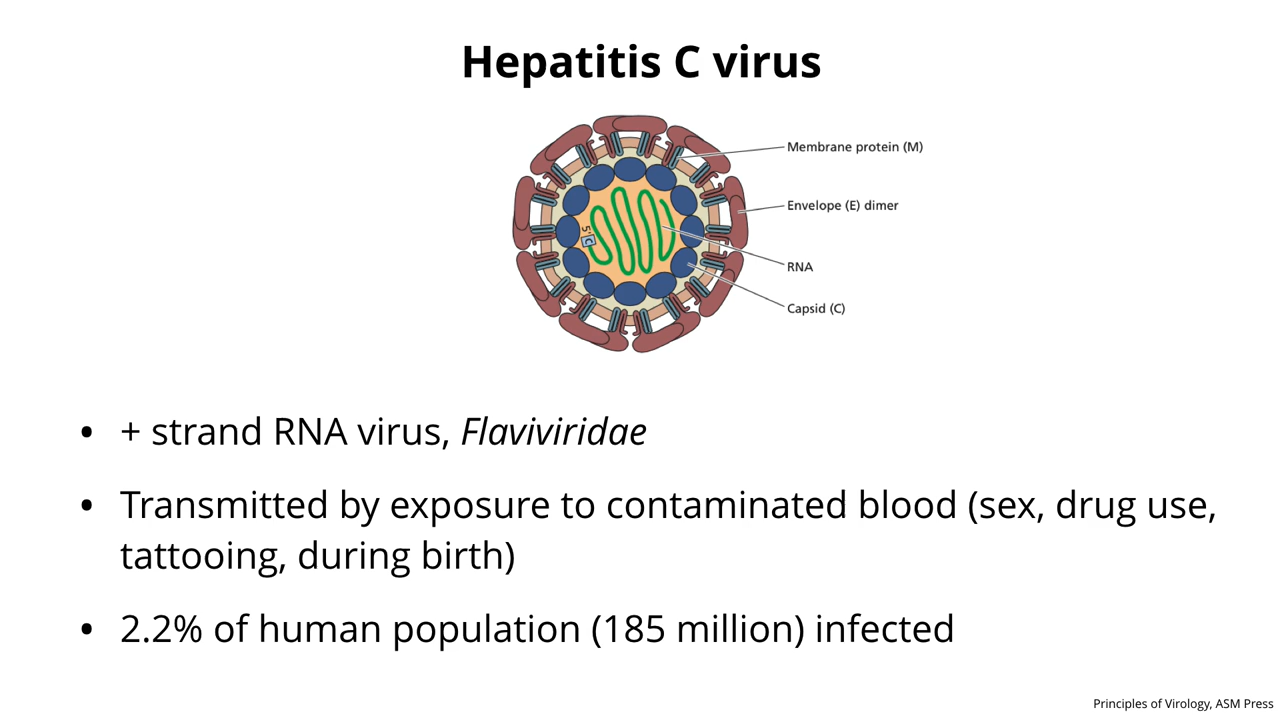 Hepatitis C virus
Membrane protein (M)
Envelope (E) dimer
5' C
RNA
Capsid (C)
• + strand RNA virus, Flaviviridae
• Transmitted by exposure to contaminated blood (sex, drug use,
tattooing, during birth)
• 2.2% of human population (185 million) infected
Principles of Virology, ASM Press